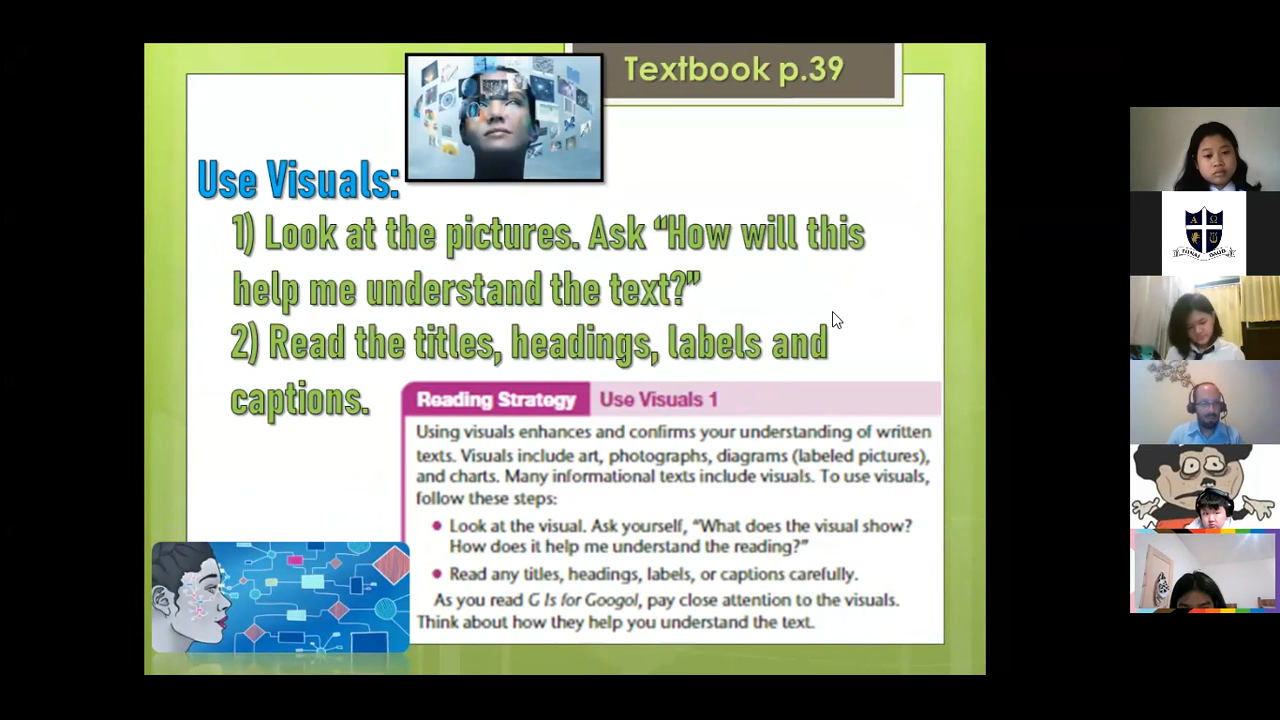 Textbook p.39
Use Visuals:
1) Look at the pictures. Ask “How will this
help me understand the text?”
2) Read the titles, headings, labels and
captions.
Reading Strategy Use Visuals 1
Using visuals enhances and confirms your understanding of written
texts. Visuals include art, photographs, diagrams (labeled pictures),
and charts. Many informational texts include visuals. To use visuals,
follow these steps:
• Look at the visual. Ask yourself, “What does the visual show?
How does it help me understand the reading?”
• Read any titles, headings, labels, or captions carefully.
As you read G Is for Googol, pay close attention to the visuals.
Think about how they help you understand the text.
Α Ω